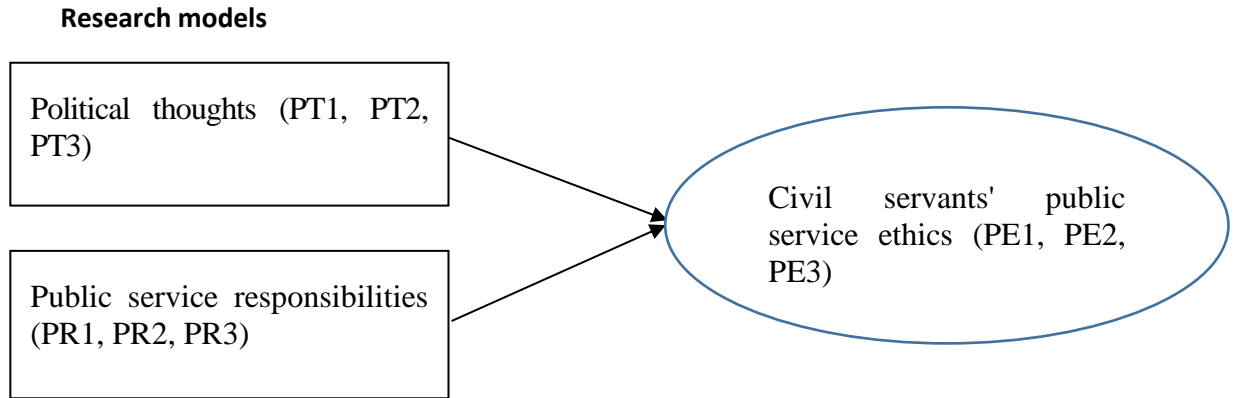 Research models
Political thoughts (PT1, PT2,
PT3)
Civil servants' public
service ethics (PE1, PE2,
PE3)
Public service responsibilities
(PR1, PR2, PR3)